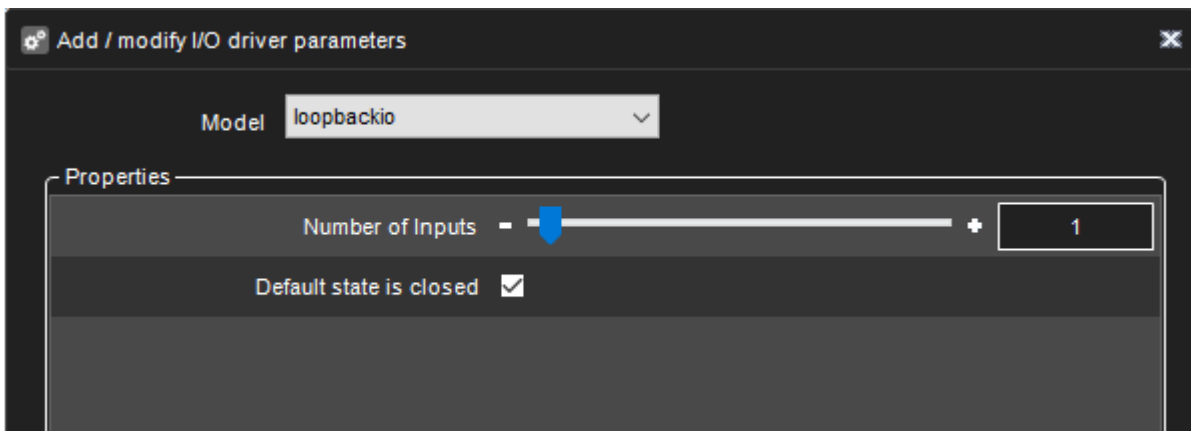 Add / modify I/O driver parameters
Model loopbackio
Properties
Number of Inputs - + 1
Default state is closed